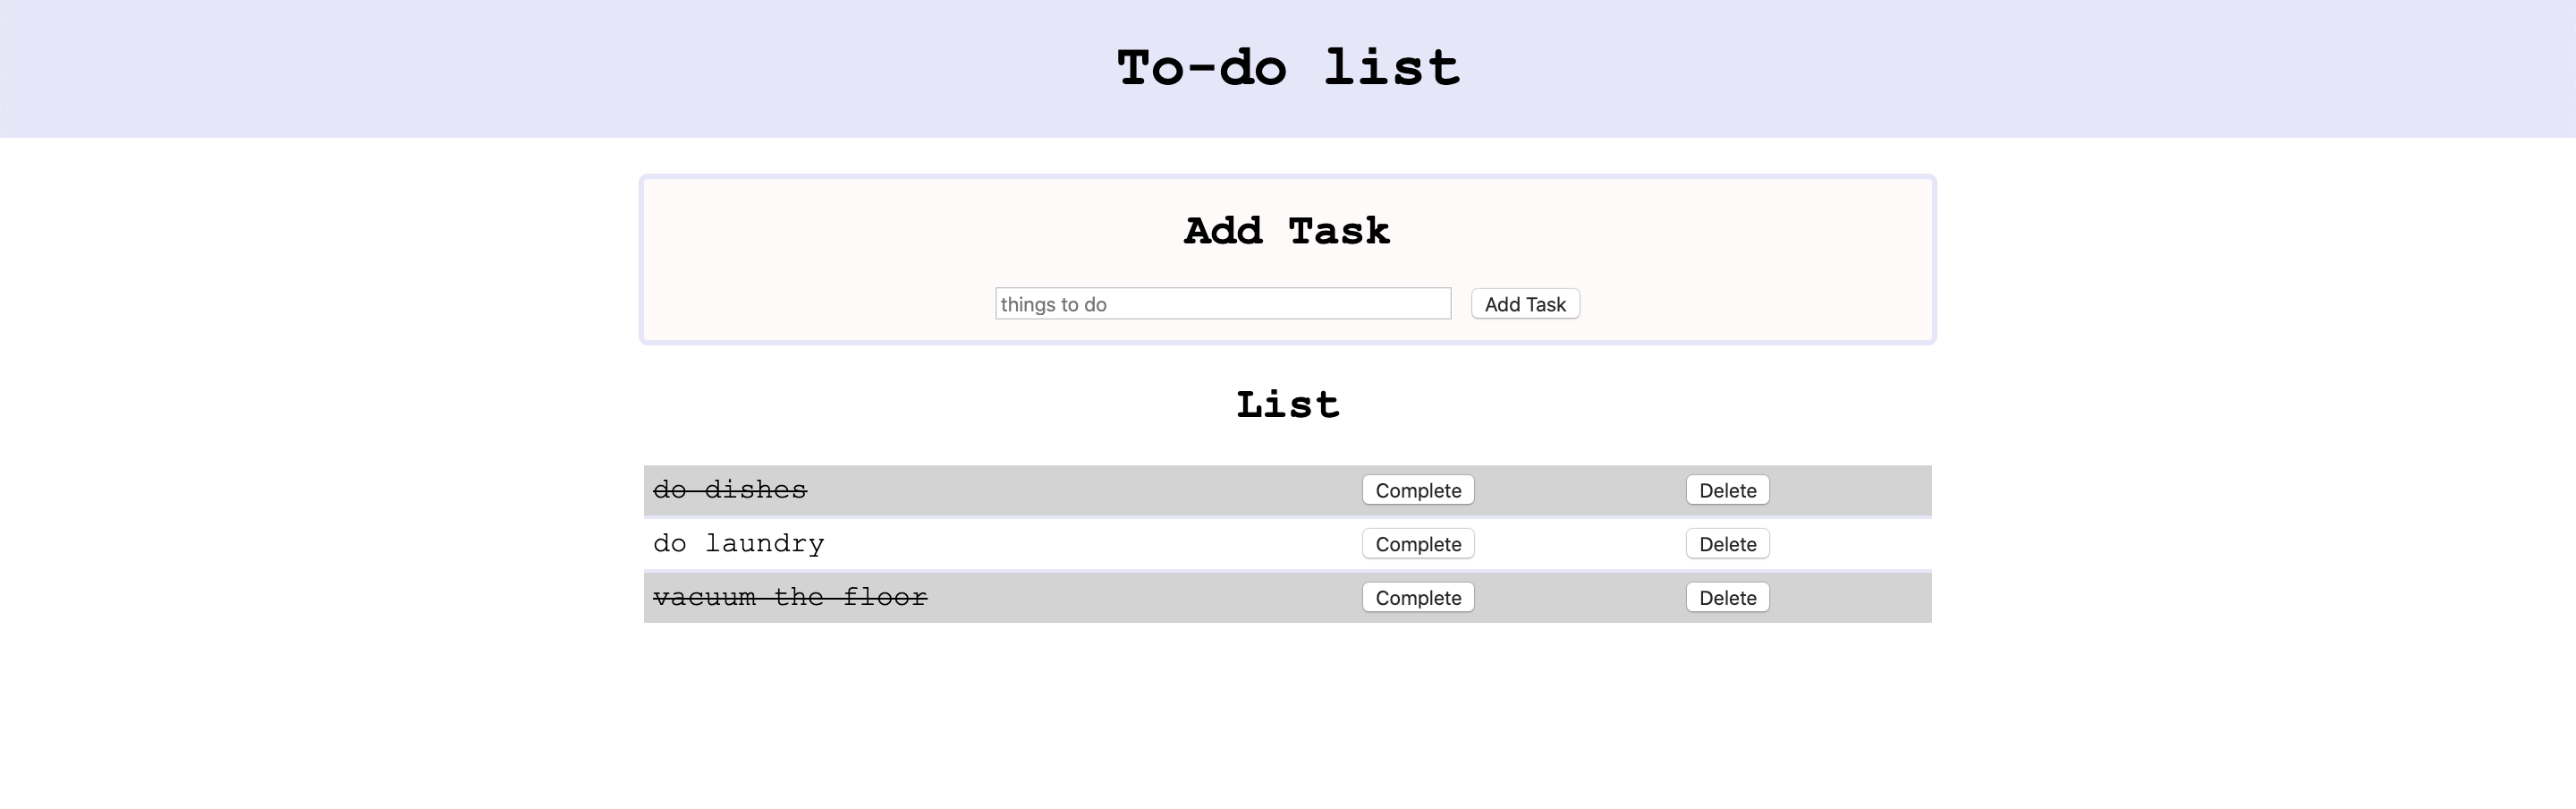 To-do list
Add Task
things to do Add Task
List
do dishes Complete Delete
do laundry Complete Delete
vacuum the floor Complete Delete